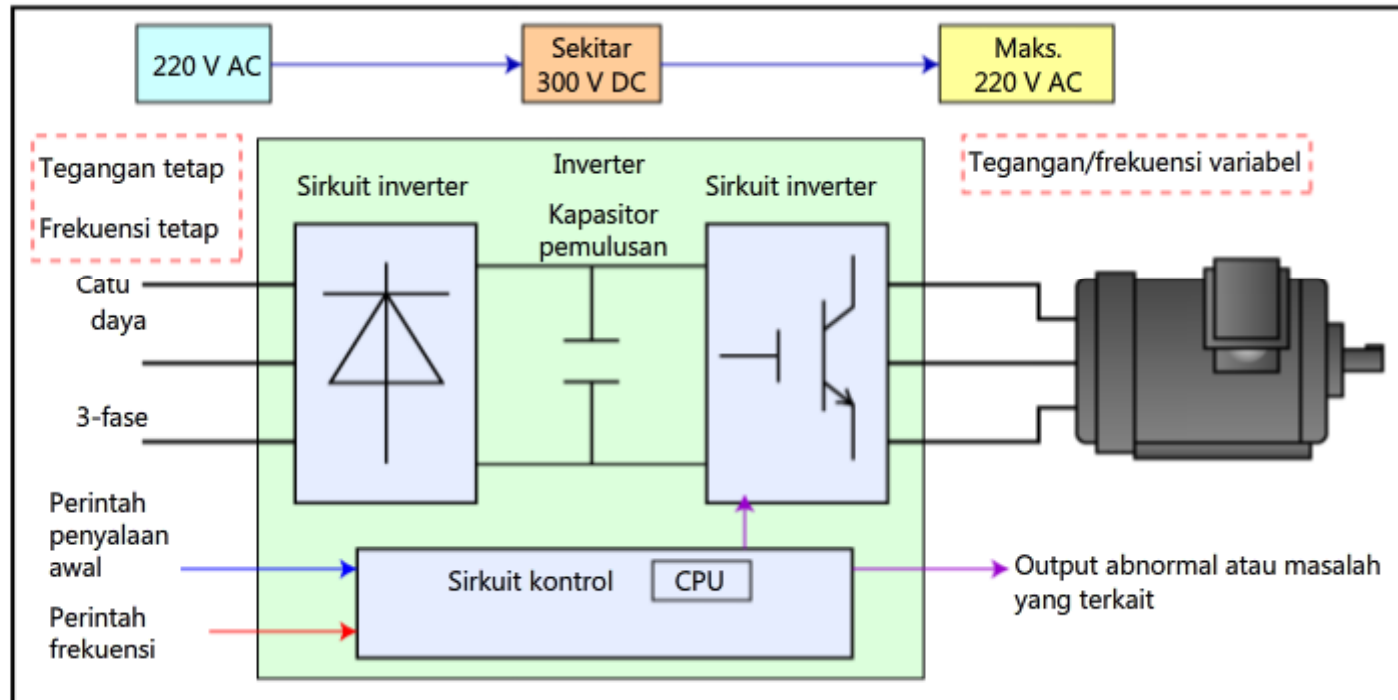 220 V AC
Sekitar
300 V DC
Maks.
220 V AC
Tegangan tetap
Frekuensi tetap
Inverter
Sirkuit inverter
Kapasitor
pemulusan
Sirkuit inverter
Tegangan/frekuensi variabel
Catu
daya
3-fase
Perintah
penyalaan
awal
Perintah
frekuensi
Sirkuit kontrol
CPU
Output abnormal atau masalah
yang terkait